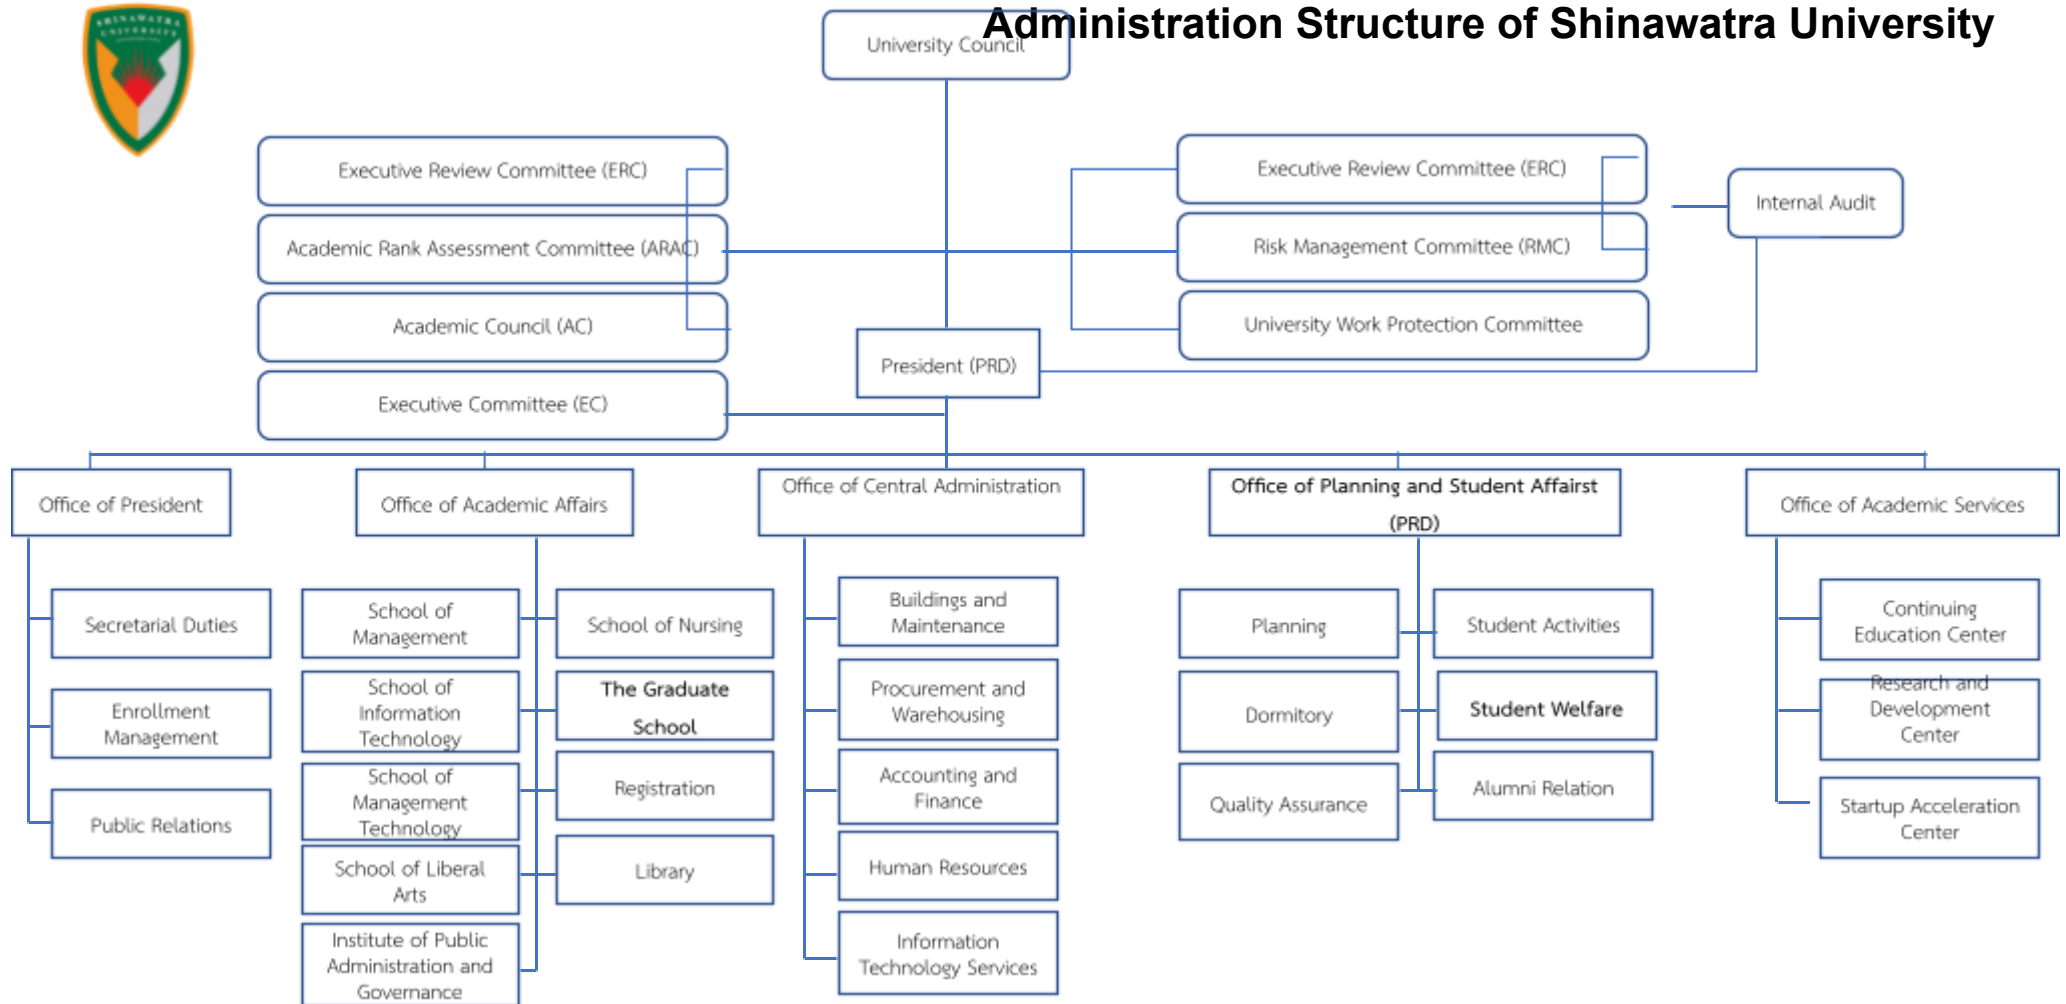 SHINAWATRA
UNIVERSITY
Administration Structure of Shinawatra University
University Council
Executive Review Committee (ERC)
Academic Rank Assessment Committee (ARAC)
Academic Council (AC)
Executive Committee (EC)
Executive Review Committee (ERC)
Risk Management Committee (RMC)
University Work Protection Committee
Internal Audit
President (PRD)
Office of President
Secretarial Duties
Enrollment
Management
Public Relations
Office of Academic Affairs
School of
Management
School of
Information
Technology
School of
Management
Technology
School of Liberal
Arts
Institute of Public
Administration and
Governance
School of Nursing
The Graduate
School
Registration
Library
Office of Central Administration
Buildings and
Maintenance
Procurement and
Warehousing
Accounting and
Finance
Human Resources
Information
Technology Services
Office of Planning and Student Affairst
(PRD)
Planning
Dormitory
Quality Assurance
Student Activities
Student Welfare
Alumni Relation
Office of Academic Services
Continuing
Education Center
Research and
Development
Center
Startup Acceleration
Center